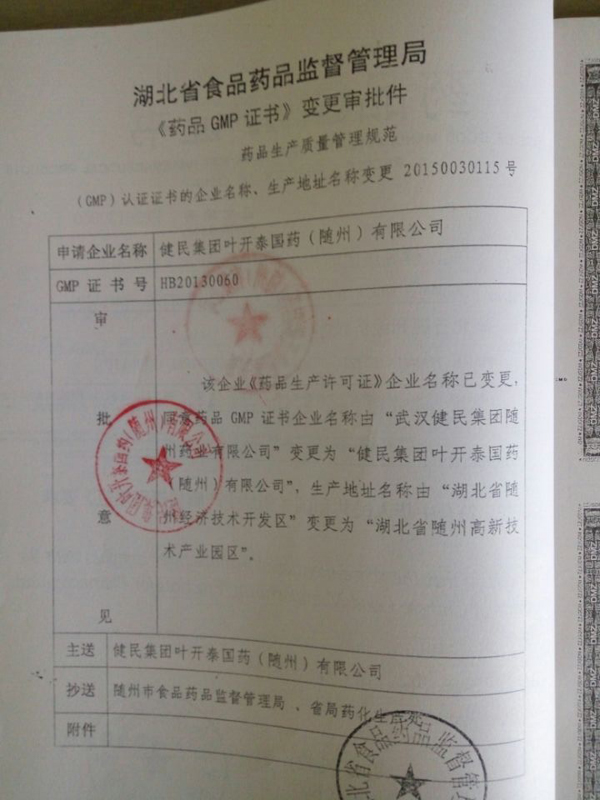 湖北省食品药品监督管理局
《药品 GMP 证书》变更审批件
药品生产质量管理规范
(GMP) 认证证书的企业名称、生产地址名称变更 20150030115 号
申请企业名称 健民集团叶开泰国药（随州）有限公司
GMP 证书号 HB20130060
审
批
意
见
该企业《药品生产许可证》企业名称已变更，
同意药品 GMP 证书企业名称由“武汉健民集团随
州药业有限公司”变更为“健民集团叶开泰国药
（随州）有限公司”，生产地址名称由“湖北省随
州经济技术开发区”变更为“湖北省随州高新技
术产业园区”。
主送 健民集团叶开泰国药（随州）有限公司
抄送 随州市食品药品监督管理局 、省局药化生
附件
湖北省食品药品监督管